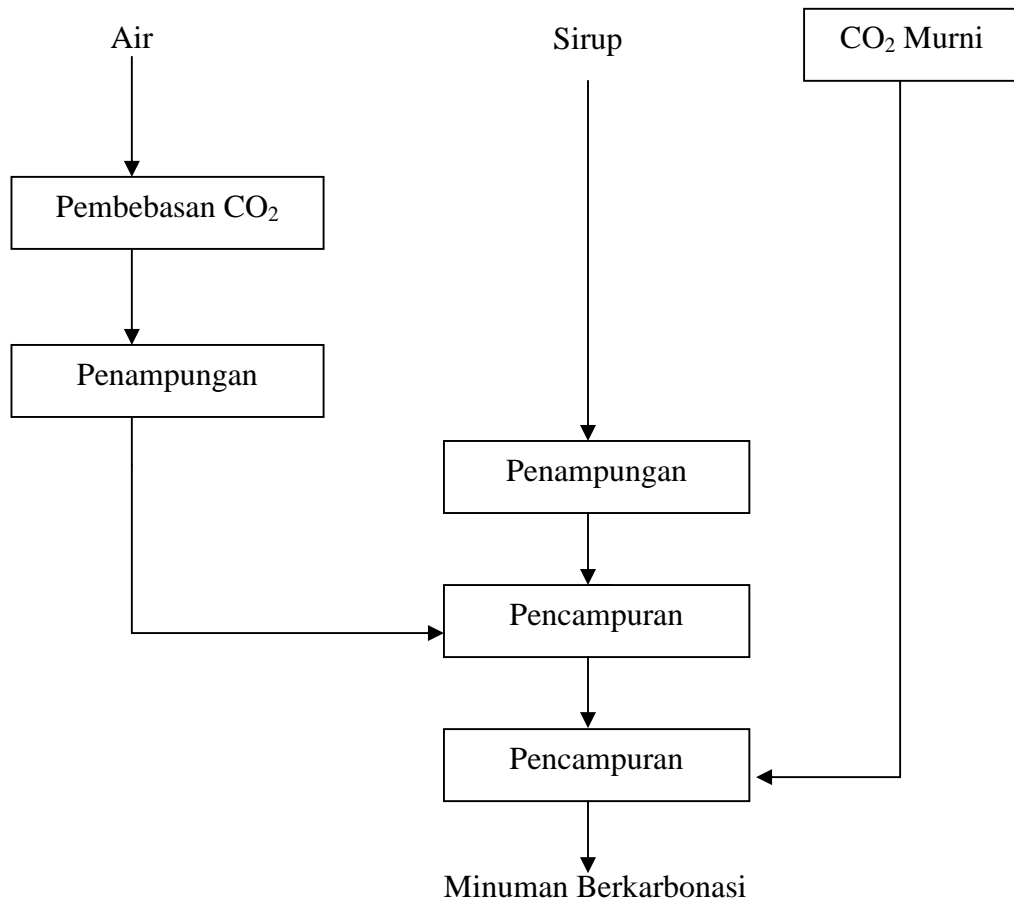 Air
Sirup
CO₂ Murni
Pembebasan CO₂
Penampungan
Penampungan
Pencampuran
Pencampuran
Minuman Berkarbonasi